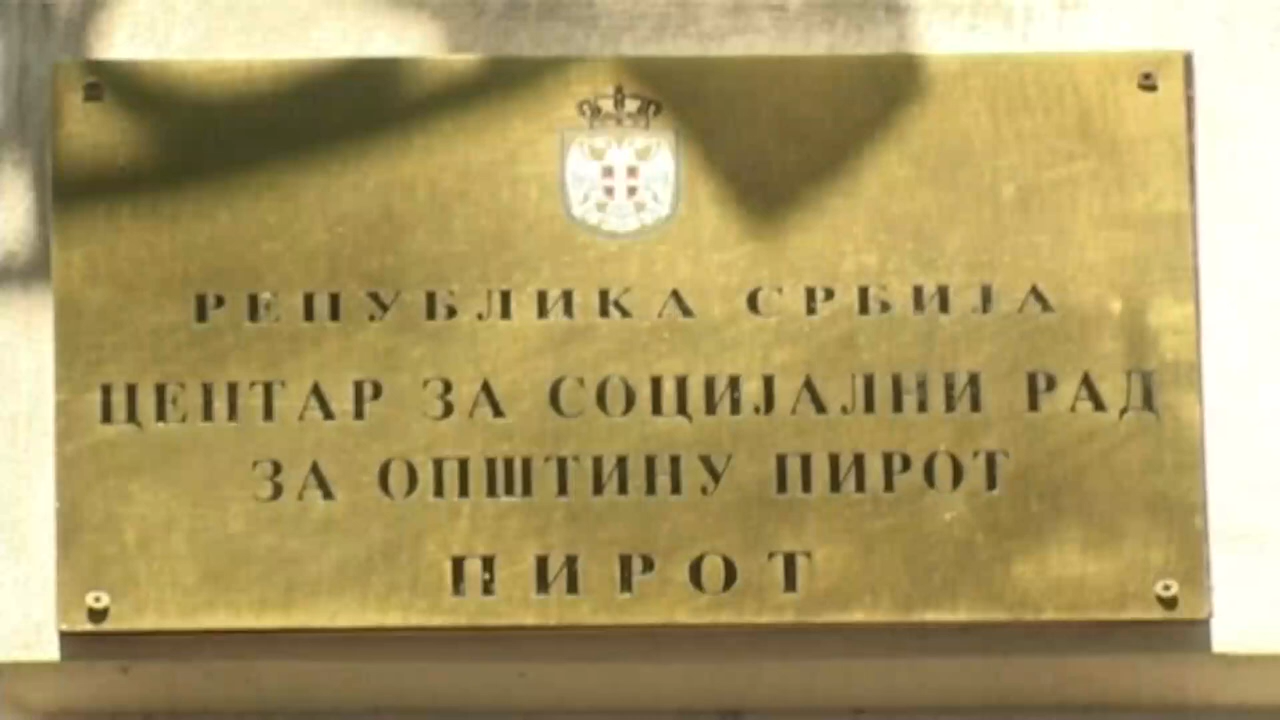 РЕПУБЛИКА СРБИЈА
ЦЕНТАР ЗА СОЦИЈАЛНИ РАД
ЗА ОПШТИНУ ПИРОТ
ПИРОТ